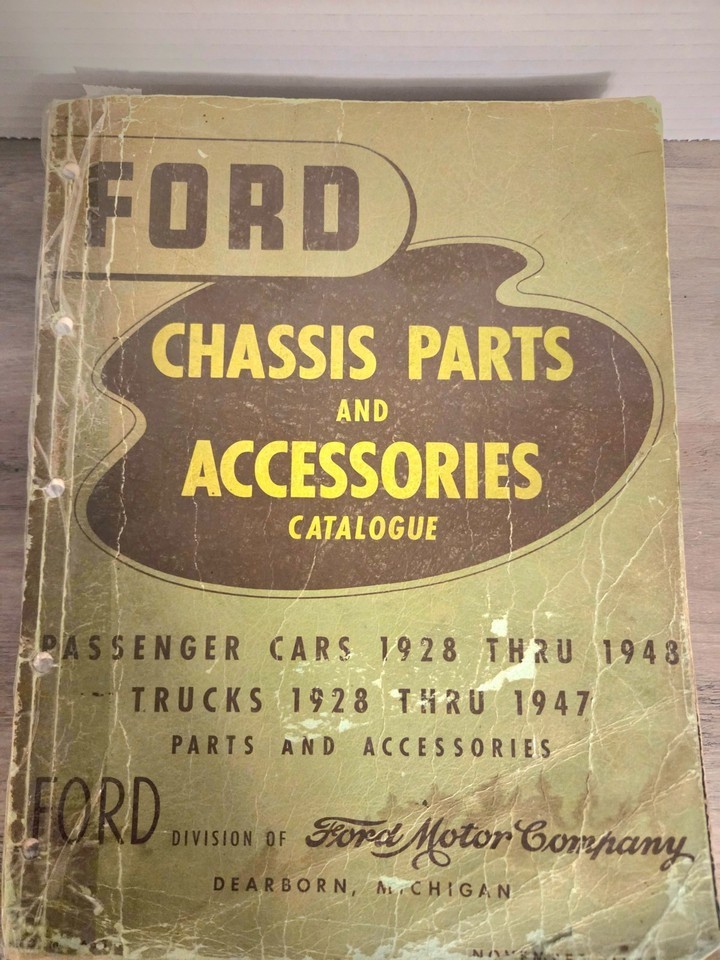 FORD
CHASSIS PARTS
AND
ACCESSORIES
CATALOGUE
PASSENGER CARS 1928 THRU 1948
TRUCKS 1928 THRU 1947
PARTS AND ACCESSORIES
FORD DIVISION OF Ford Motor Company
DEARBORN, MICHIGAN